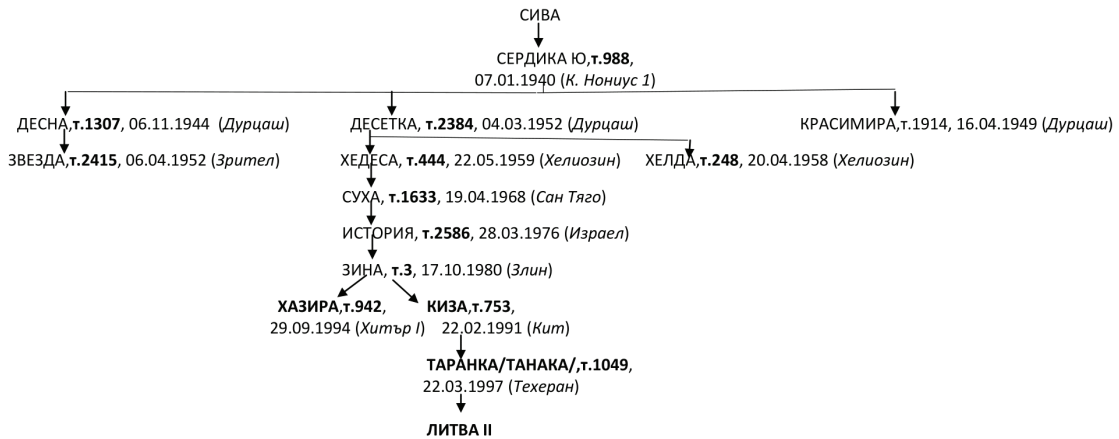 СИВА
СЕРДИКА Ю,т.988,
07.01.1940 (К. Нониус 1)
ДЕСНА,т.1307, 06.11.1944 (Дурцаш)
ДЕСЕТКА, т.2384, 04.03.1952 (Дурцаш)
КРАСИМИРА,т.1914, 16.04.1949 (Дурцаш)
ЗВЕЗДА,т.2415, 06.04.1952 (Зрител)
ХЕДЕСА, т.444, 22.05.1959 (Хелиозин)
ХЕЛДА,т.248, 20.04.1958 (Хелиозин)
СУХА, т.1633, 19.04.1968 (Сан Тяго)
ИСТОРИЯ, т.2586, 28.03.1976 (Израел)
ЗИНА, т.3, 17.10.1980 (Злин)
ХАЗИРА,т.942,
29.09.1994 (Хитър I)
КИЗА,т.753,
22.02.1991 (Кит)
ТАРАНКА/ТАНАКА/,т.1049,
22.03.1997 (Техеран)
ЛИТВА II